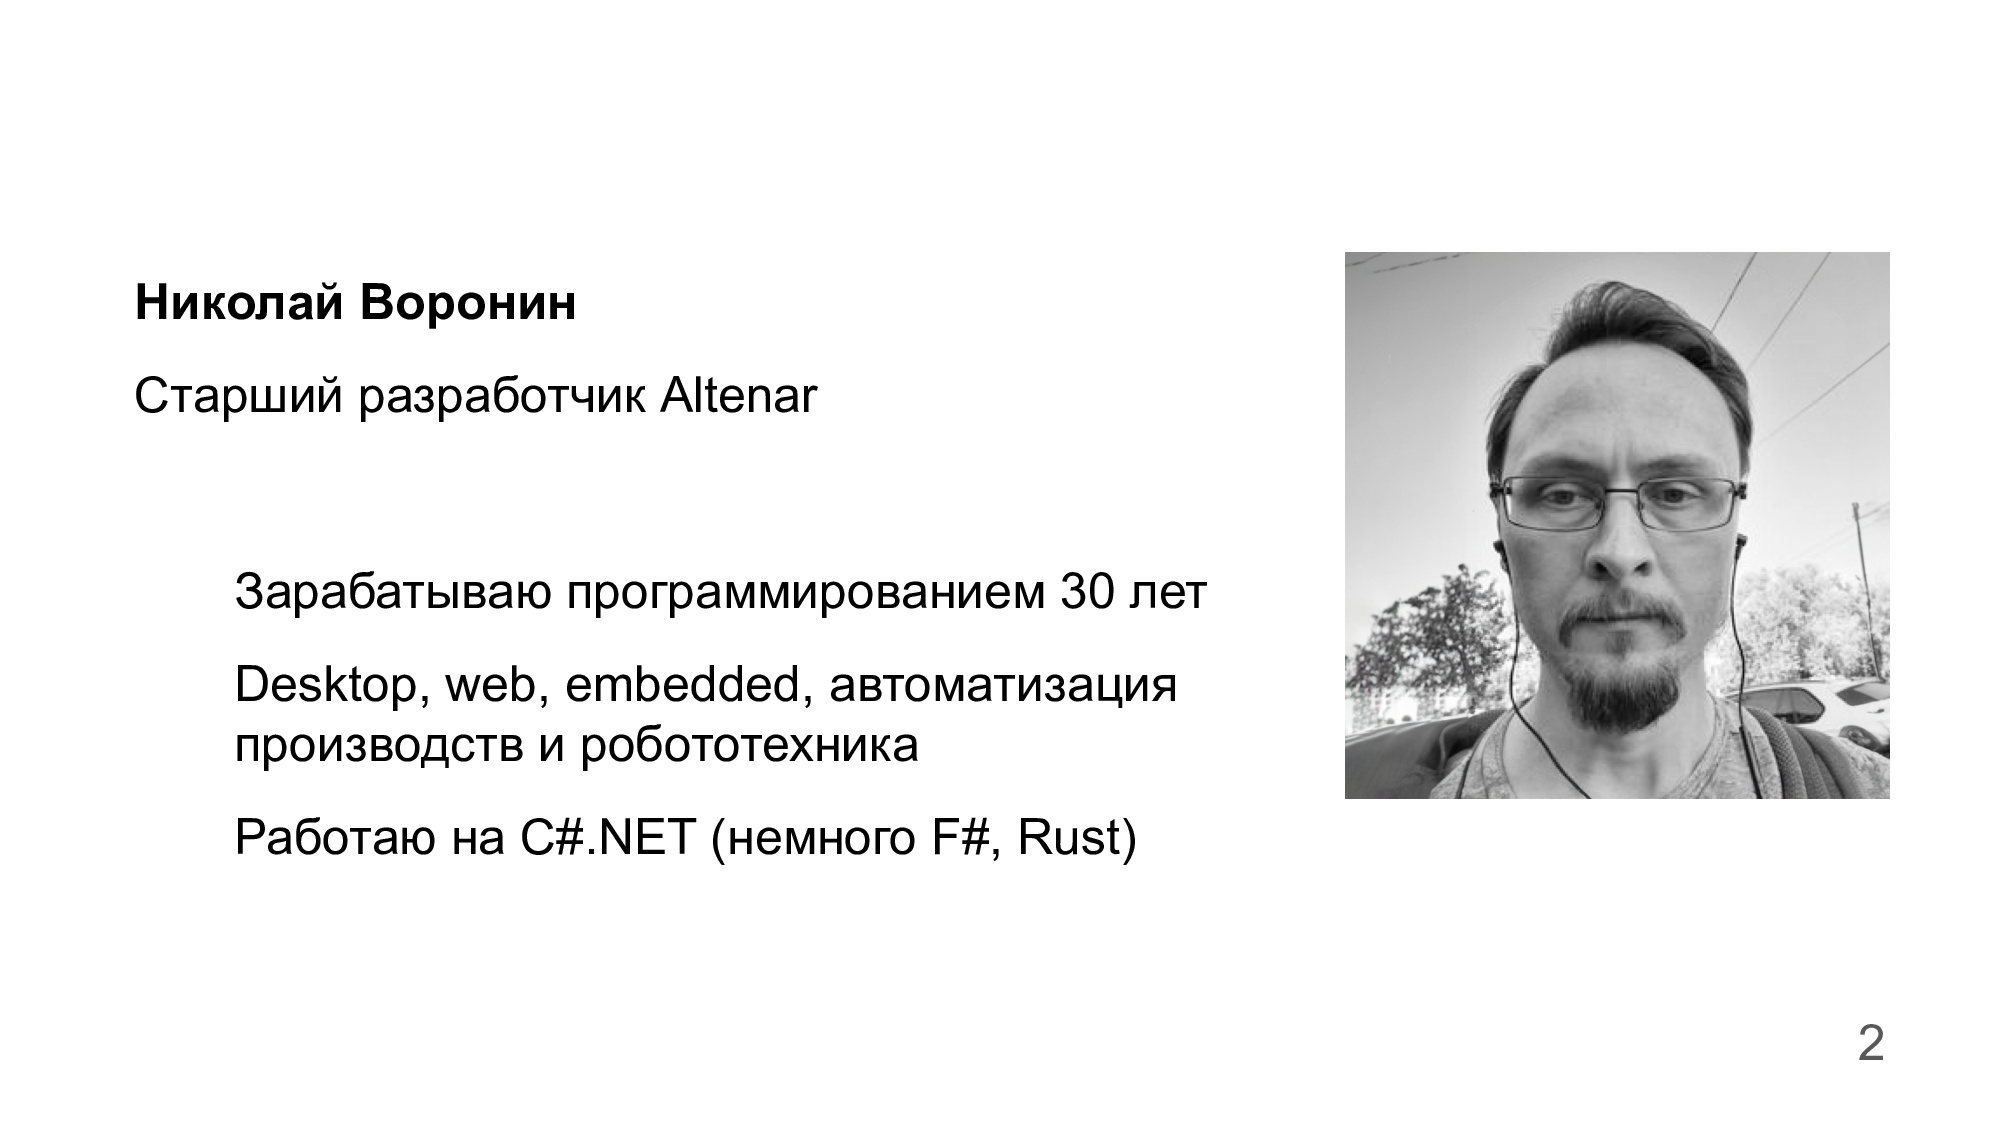 Николай Воронин
Старший разработчик Altenar
Зарабатываю программированием 30 лет
Desktop, web, embedded, автоматизация
производств и робототехника
Работаю на C#.NET (немного F#, Rust)
2